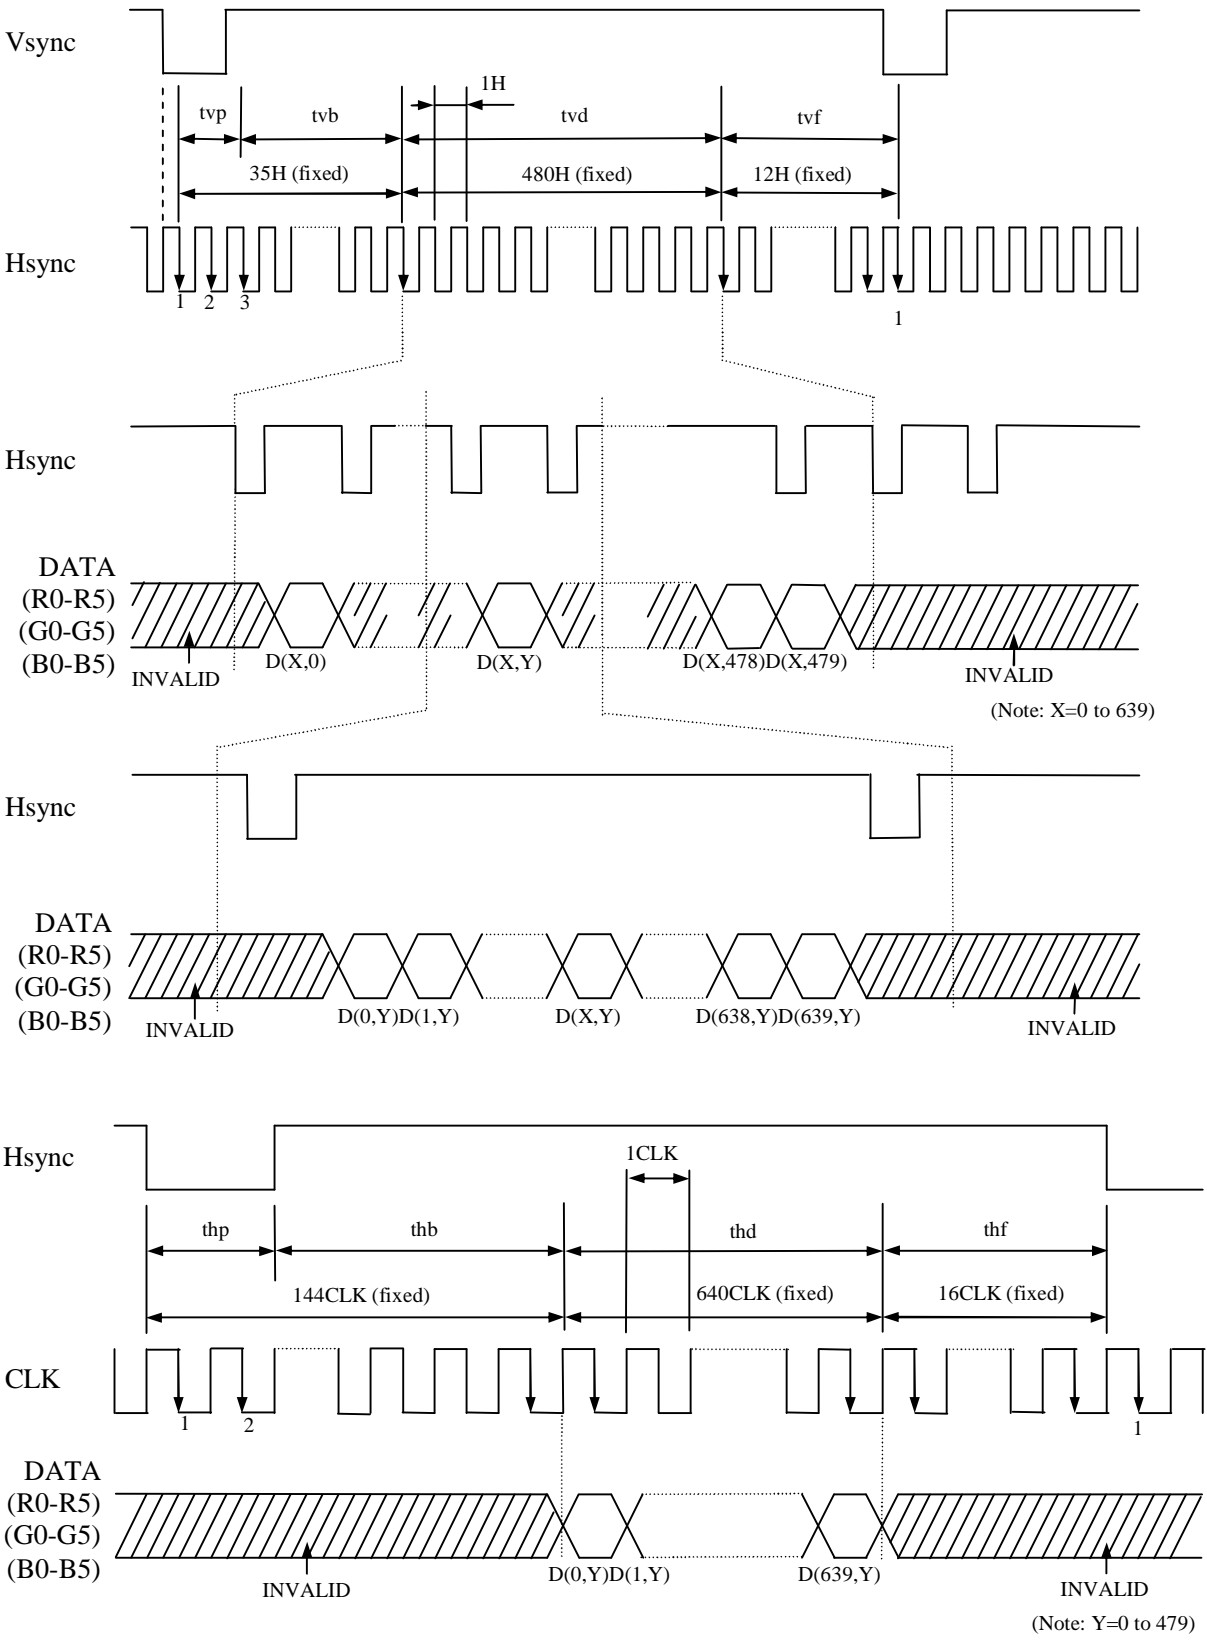 Vsync
1H
tvp
tvb
tvd
tvf
35H (fixed)
480H (fixed)
12H (fixed)
Hsync
1
2
3
1
Hsync
DATA
(R0-R5)
(G0-G5)
(B0-B5)
D(X,0)
D(X,Y)
D(X,478)D(X,479)
INVALID
INVALID
(Note: X=0 to 639)
Hsync
DATA
(R0-R5)
(G0-G5)
(B0-B5)
D(0,Y)D(1,Y)
D(X,Y)
D(638,Y)D(639,Y)
INVALID
INVALID
Hsync
1CLK
thp
thb
thd
thf
144CLK (fixed)
640CLK (fixed)
16CLK (fixed)
CLK
1
2
1
DATA
(R0-R5)
(G0-G5)
(B0-B5)
D(0,Y)D(1,Y)
D(639,Y)
INVALID
INVALID
(Note: Y=0 to 479)